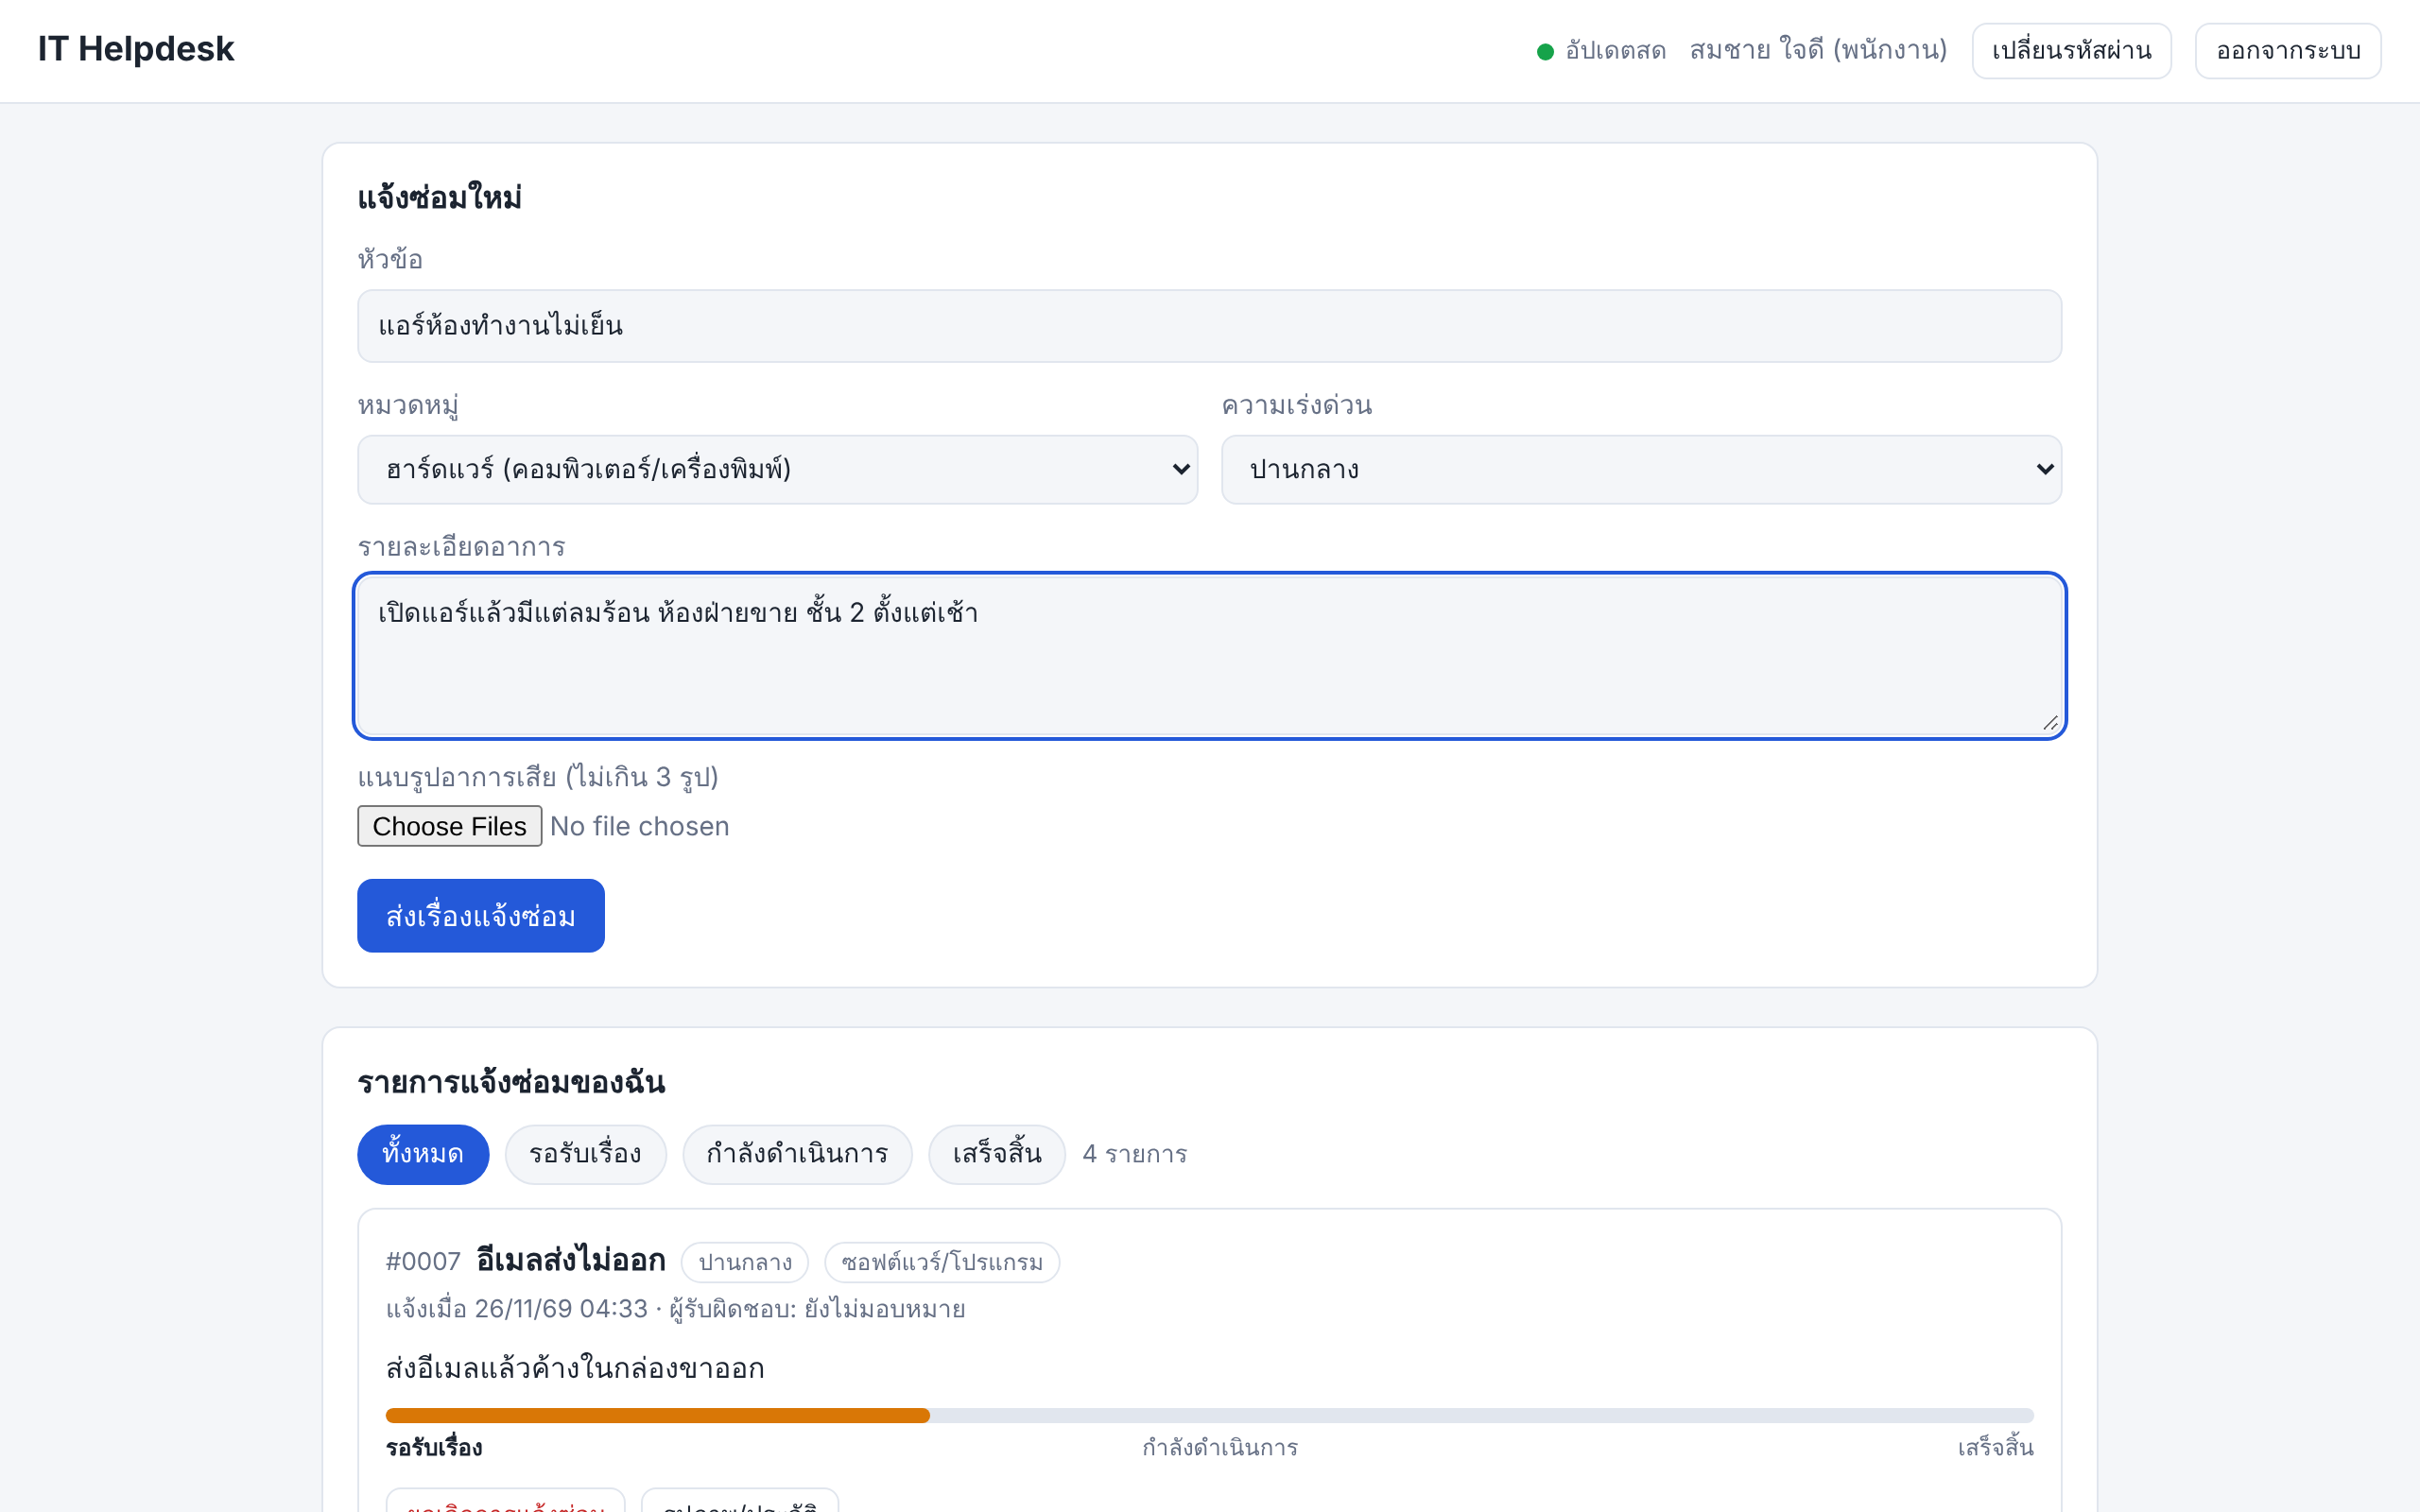 IT Helpdesk
อัปเดตสด สมชาย ใจดี (พนักงาน) เปลี่ยนรหัสผ่าน ออกจากระบบ
แจ้งซ่อมใหม่
หัวข้อ
แอร์ห้องทำงานไม่เย็น
หมวดหมู่ ความเร่งด่วน
ฮาร์ดแวร์ (คอมพิวเตอร์/เครื่องพิมพ์) ปานกลาง
รายละเอียดอาการ
เปิดแอร์แล้วมีแต่ลมร้อน ห้องฝ่ายขาย ชั้น 2 ตั้งแต่เช้า
แนบรูปอาการเสีย (ไม่เกิน 3 รูป)
Choose Files No file chosen
ส่งเรื่องแจ้งซ่อม
รายการแจ้งซ่อมของฉัน
ทั้งหมด รอรับเรื่อง กำลังดำเนินการ เสร็จสิ้น 4 รายการ
#0007 อีเมลส่งไม่ออก ปานกลาง ซอฟต์แวร์/โปรแกรม
แจ้งเมื่อ 26/11/69 04:33 · ผู้รับผิดชอบ: ยังไม่มอบหมาย
ส่งอีเมลแล้วค้างในกล่องขาออก
รอรับเรื่อง กำลังดำเนินการ เสร็จสิ้น